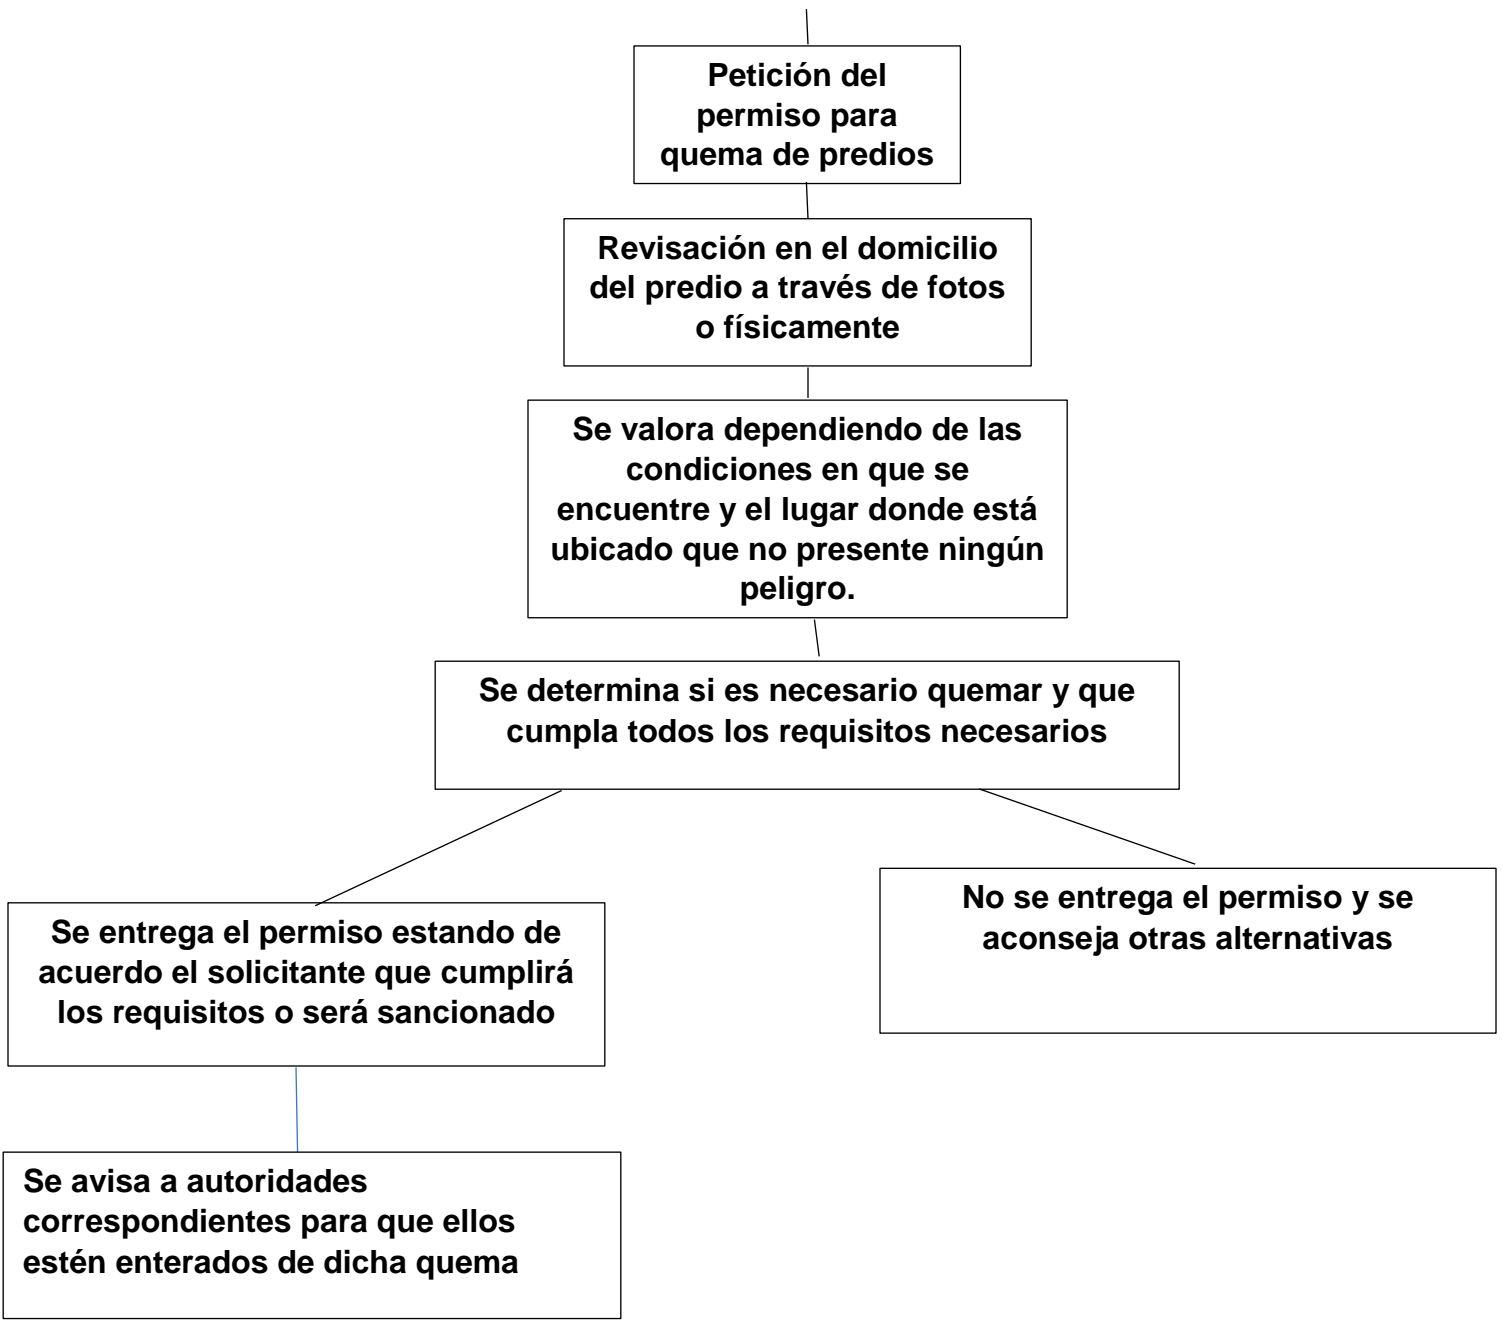 Petición del
permiso para
quema de predios
Revisación en el domicilio
del predio a través de fotos
o físicamente
Se valora dependiendo de las
condiciones en que se
encuentre y el lugar donde está
ubicado que no presente ningún
peligro.
Se determina si es necesario quemar y que
cumpla todos los requisitos necesarios
Se entrega el permiso estando de
acuerdo el solicitante que cumplirá
los requisitos o será sancionado
No se entrega el permiso y se
aconseja otras alternativas
Se avisa a autoridades
correspondientes para que ellos
estén enterados de dicha quema